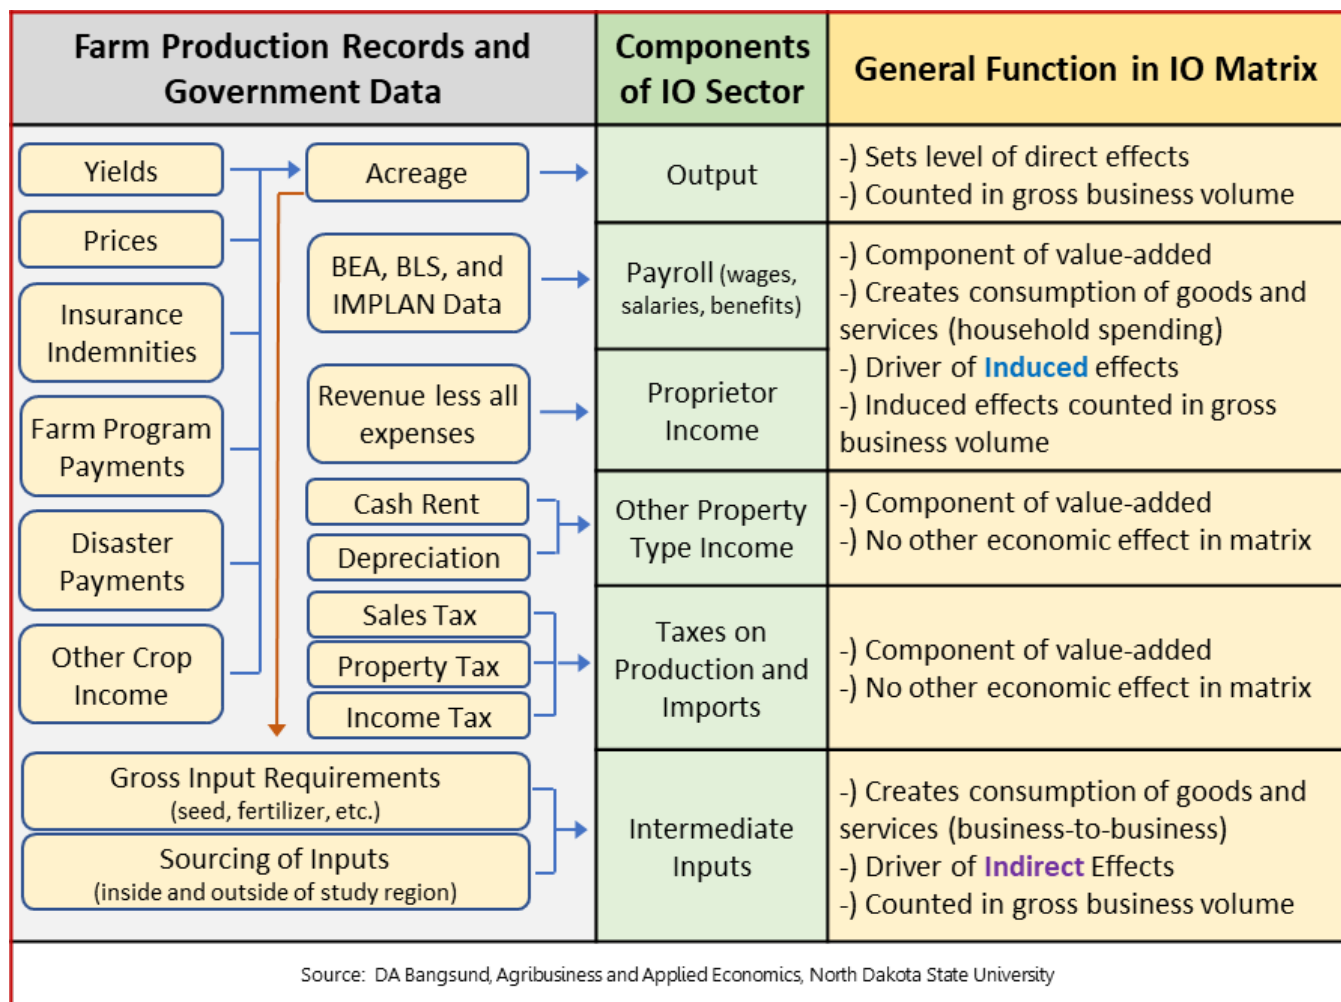 Farm Production Records and
Government Data
Components
of IO Sector
General Function in IO Matrix
Yields
Acreage
Output
-) Sets level of direct effects
-) Counted in gross business volume
Prices
Insurance
Indemnities
Farm Program
Payments
Disaster
Payments
Other Crop
Income
BEA, BLS, and
IMPLAN Data
Payroll (wages,
salaries, benefits)
-) Component of value-added
-) Creates consumption of goods and
services (household spending)
-) Driver of Induced effects
-) Induced effects counted in gross
business volume
Revenue less all
expenses
Proprietor
Income
Cash Rent
Depreciation
Other Property
Type Income
-) Component of value-added
-) No other economic effect in matrix
Sales Tax
Property Tax
Income Tax
Taxes on
Production and
Imports
-) Component of value-added
-) No other economic effect in matrix
Gross Input Requirements
(seed, fertilizer, etc.)
Sourcing of Inputs
(inside and outside of study region)
Intermediate
Inputs
-) Creates consumption of goods and
services (business-to-business)
-) Driver of Indirect Effects
-) Counted in gross business volume
Source: DA Bangsund, Agribusiness and Applied Economics, North Dakota State University